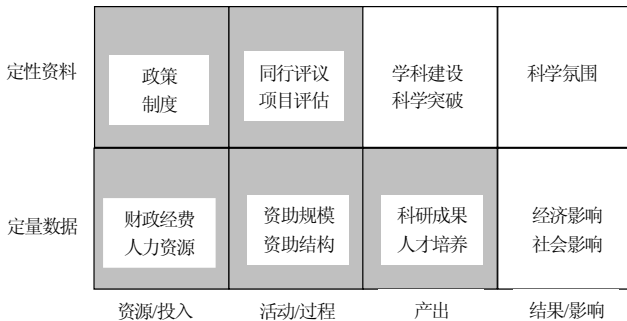 定性资料
政策
制度
同行评议
项目评估
学科建设
科学突破
科学氛围
定量数据
财政经费
人力资源
资助规模
资助结构
科研成果
人才培养
经济影响
社会影响
资源/投入
活动/过程
产出
结果/影响